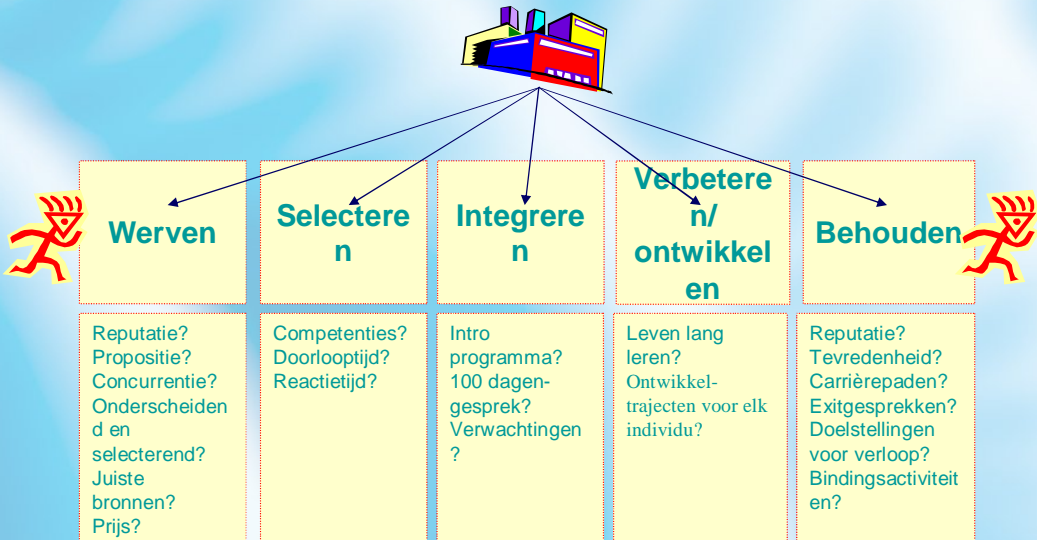 Werven
Selectere
n
Integrere
n
Verbetere
n/
ontwikkel
en
Behouden
Reputatie?
Propositie?
Concurrentie?
Onderscheiden
d en
selecterend?
Juiste
bronnen?
Prijs?
Competenties?
Doorlooptijd?
Reactietijd?
Intro
programma?
100 dagen-
gesprek?
Verwachtingen
?
Leven lang
leren?
Ontwikkel-
trajecten voor elk
individu?
Reputatie?
Tevredenheid?
Carrièrepaden?
Exitgesprekken?
Doelstellingen
voor verloop?
Bindingsactiviteit
en?